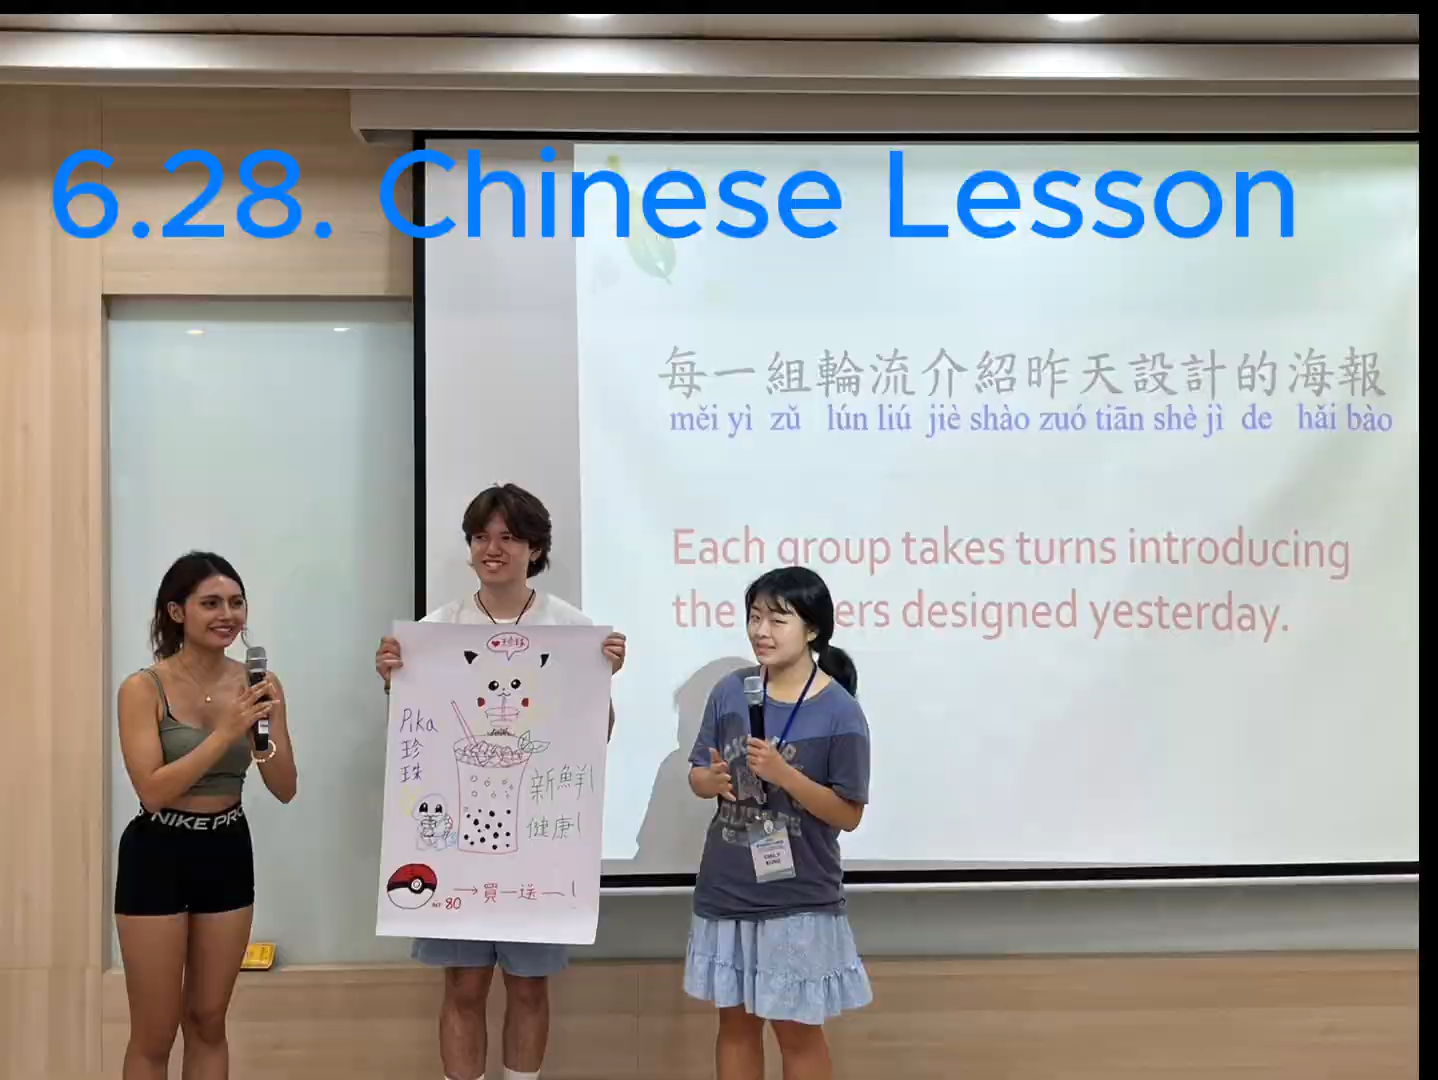 6.28. Chinese Lesson
每一組輪流介紹昨天設計的海報
měi yì zǔ lún liú jiè shào zuó tiān shè jì de hǎi bào
Each group takes turns introducing
the ers designed yesterday.
Pika
珍
珠
新鮮!
健康!
80
→買一送一!
NIKE PRO
EMILY